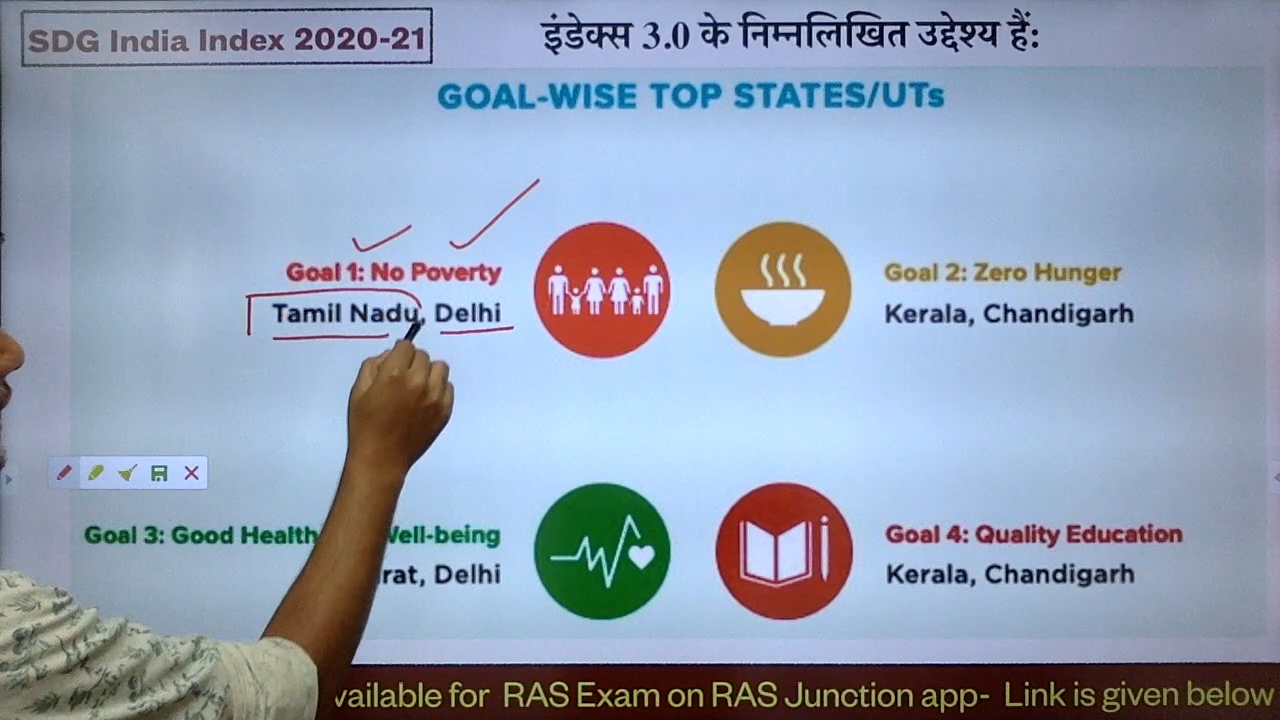 SDG India Index 2020-21
इंडेक्स 3.0 के निम्नलिखित उद्देश्य हैं:
GOAL-WISE TOP STATES/UTs
Goal 1: No Poverty
Tamil Nadu, Delhi
Goal 2: Zero Hunger
Kerala, Chandigarh
Goal 3: Good Health Well-being
Delhi
Goal 4: Quality Education
Kerala, Chandigarh
for RAS Exam on RAS Junction app- Link is given below